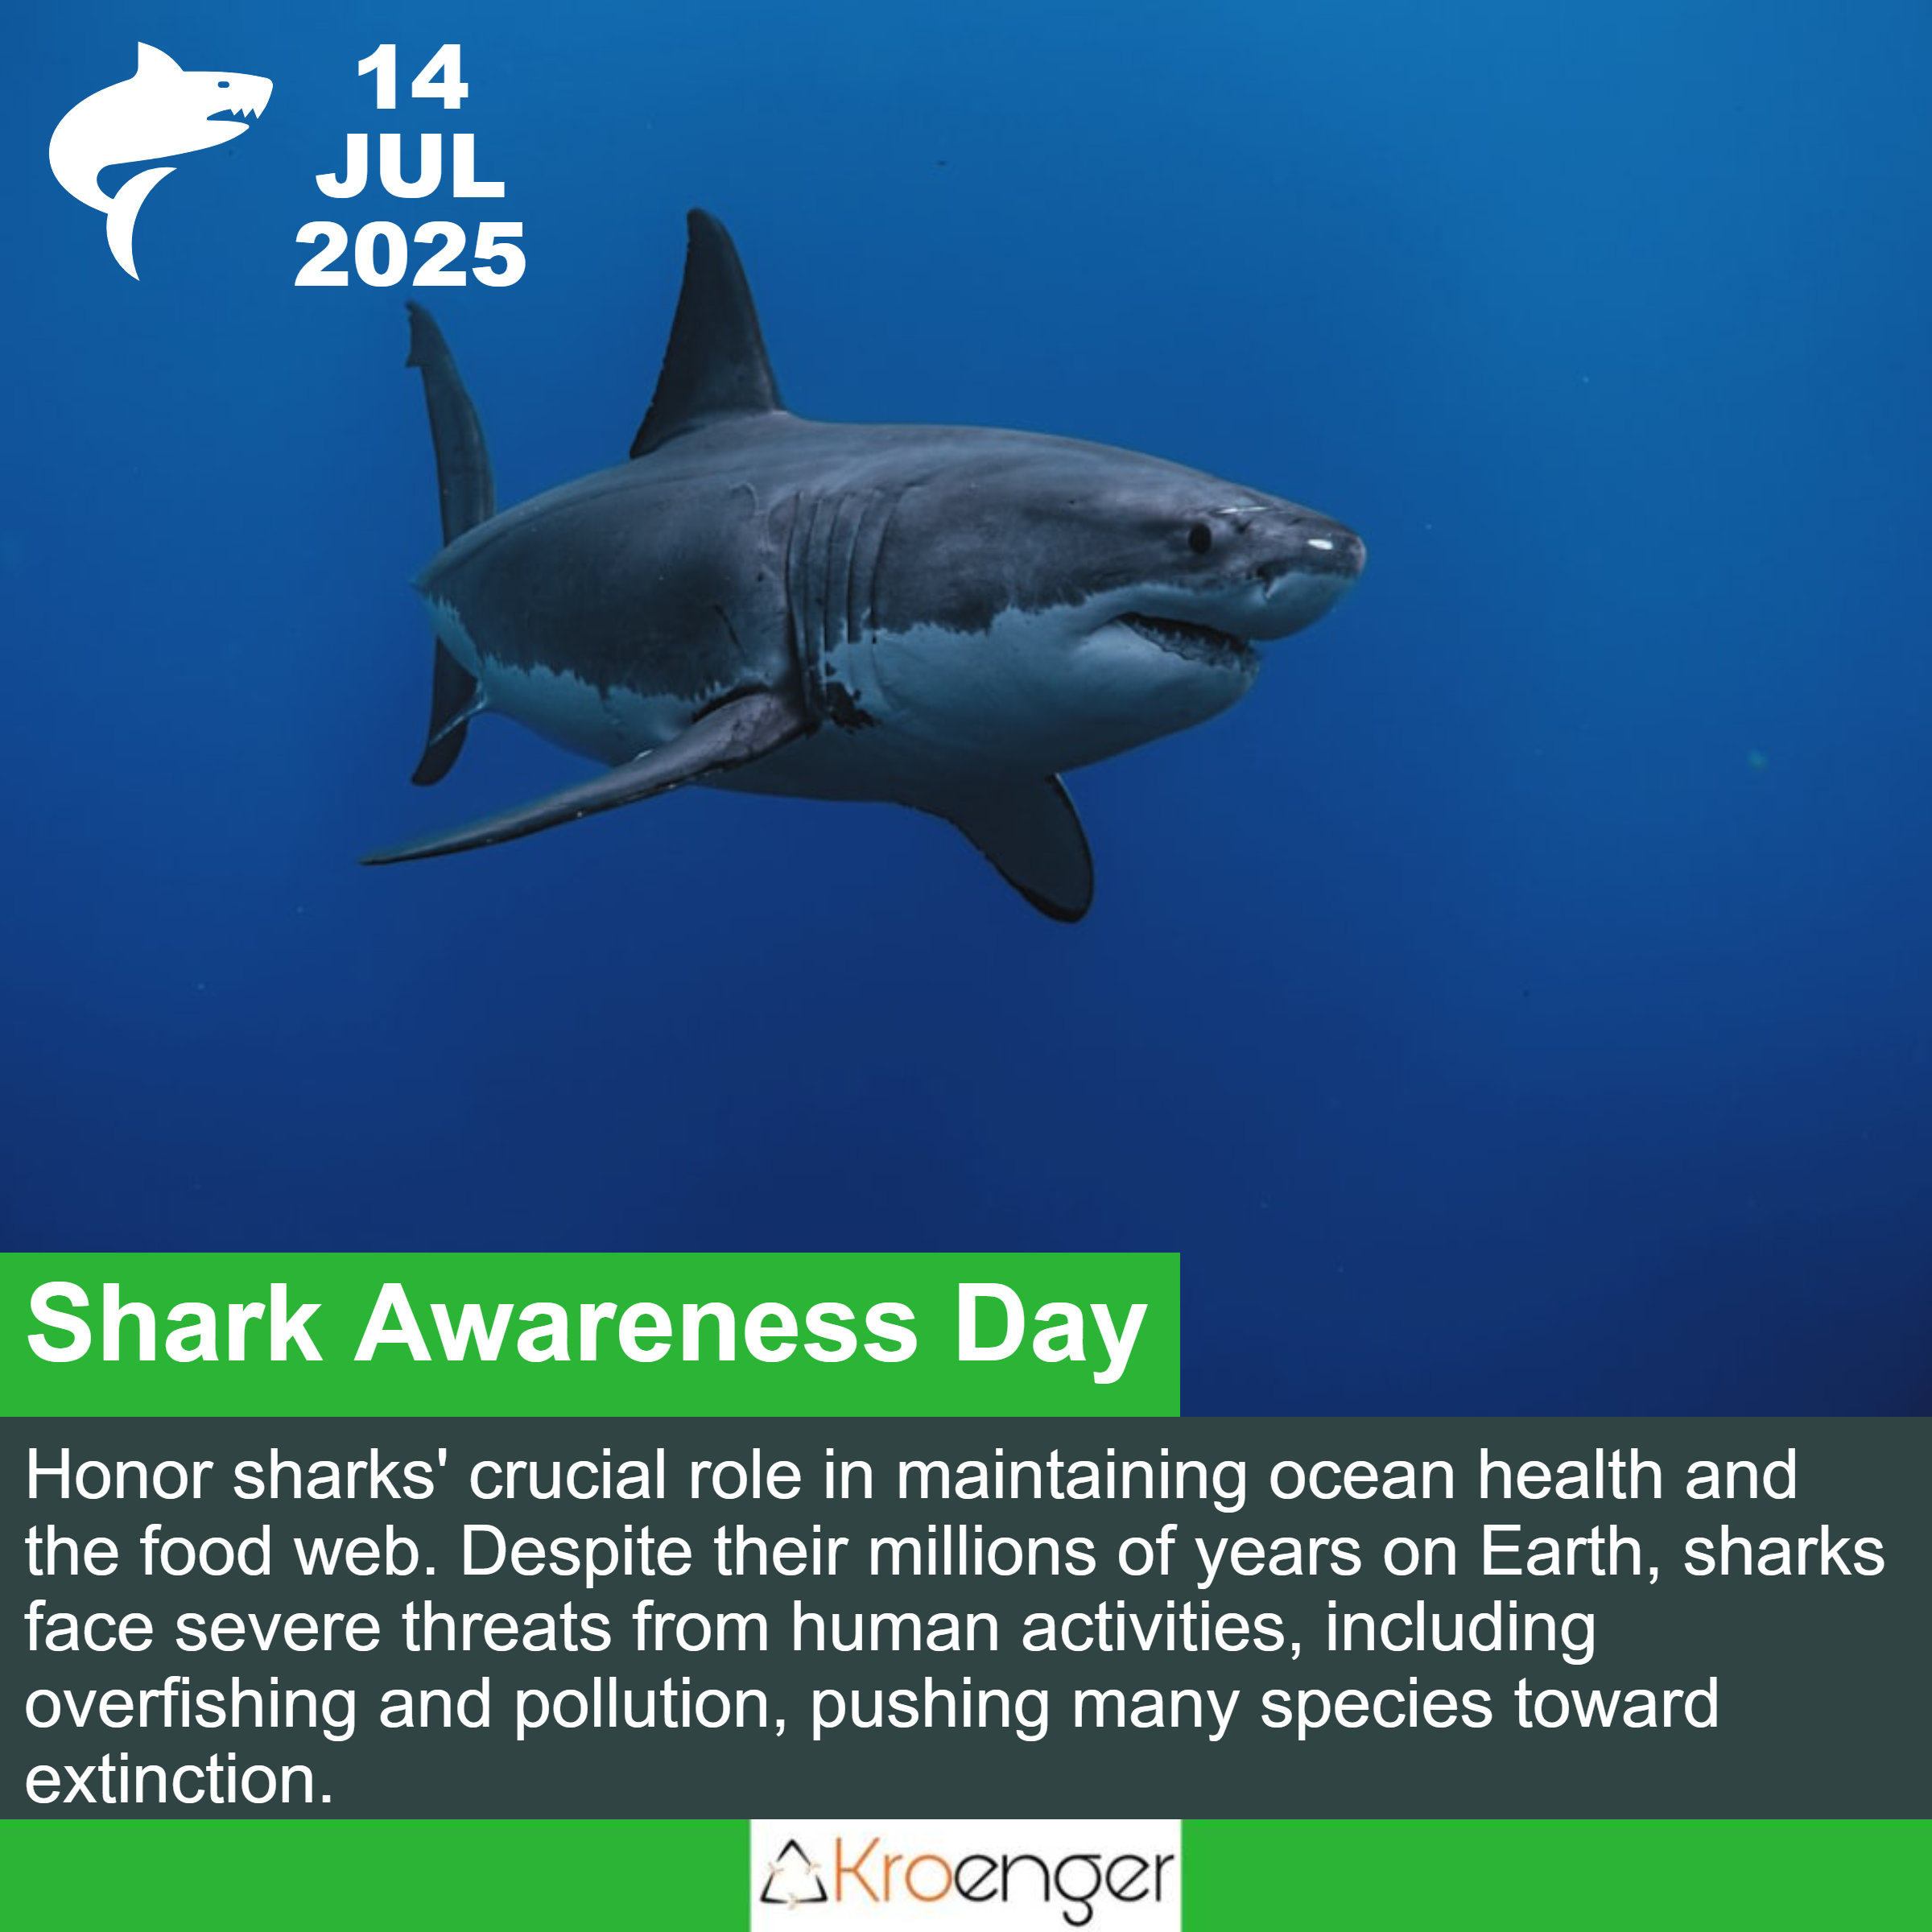 14
JUL
2025
Shark Awareness Day
Honor sharks' crucial role in maintaining ocean health and
the food web. Despite their millions of years on Earth, sharks
face severe threats from human activities, including
overfishing and pollution, pushing many species toward
extinction.
Kroenger